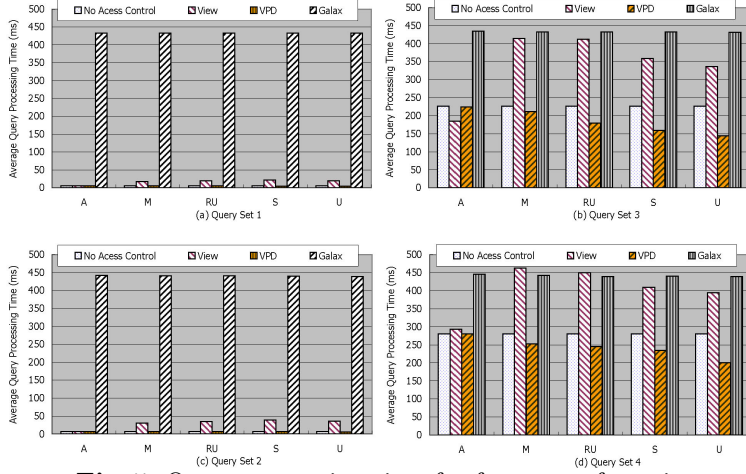 No Acess Control View VPD Galax
Average Query Processing Time (ms)
500
450
400
350
300
250
200
150
100
50
0
A M RU S U
(a) Query Set 1
No Acess Control View VPD Galax
Average Query Processing Time (ms)
500
450
400
350
300
250
200
150
100
50
0
A M RU S U
(b) Query Set 3
No Acess Control View VPD Galax
Average Query Processing Time (ms)
500
450
400
350
300
250
200
150
100
50
0
A M RU S U
(c) Query Set 2
No Acess Control View VPD Galax
Average Query Processing Time (ms)
500
450
400
350
300
250
200
150
100
50
0
A M RU S U
(d) Query Set 4